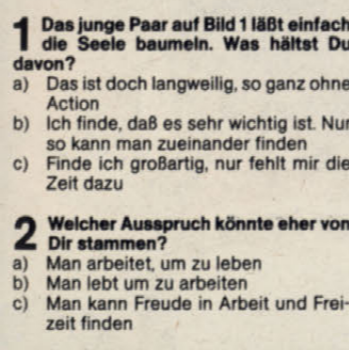 1 Das junge Paar auf Bild 1 läßt einfach
die Seele baumeln. Was hältst Du
davon?
a) Das ist doch langweilig, so ganz ohne
Action
b) Ich finde, daß es sehr wichtig ist. Nur
so kann man zueinander finden
c) Finde ich großartig, nur fehlt mir die
Zeit dazu
2 Welcher Ausspruch könnte eher von
Dir stammen?
a) Man arbeitet, um zu leben
b) Man lebt um zu arbeiten
c) Man kann Freude in Arbeit und Frei-
zeit finden